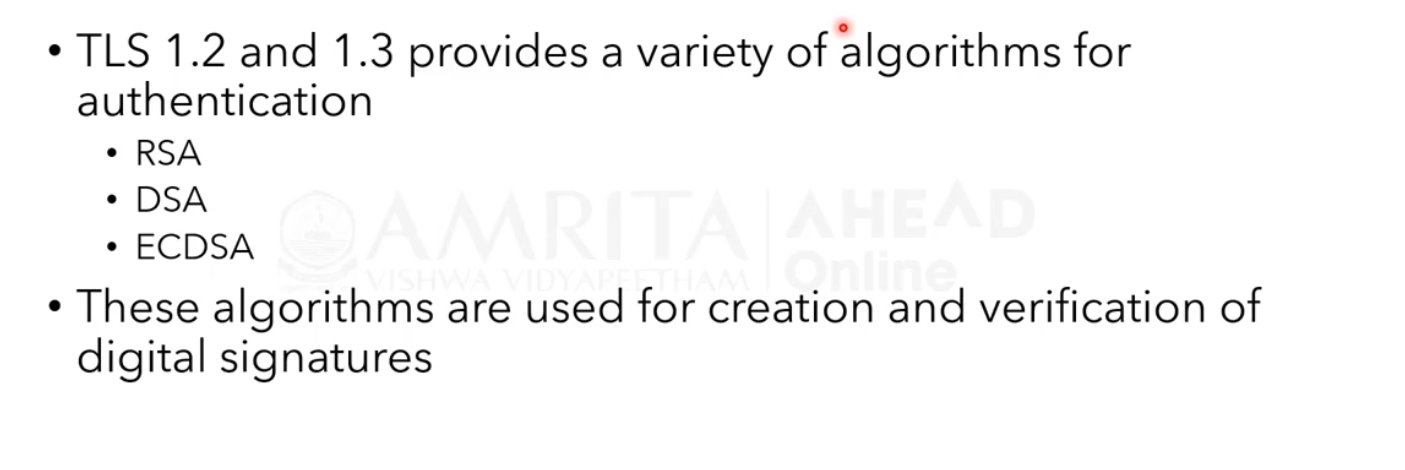 • TLS 1.2 and 1.3 provides a variety of algorithms for
authentication
• RSA
• DSA
• ECDSA
AMRITA AHEAD
VISHWA VIDYAPEETHAM Online
• These algorithms are used for creation and verification of
digital signatures